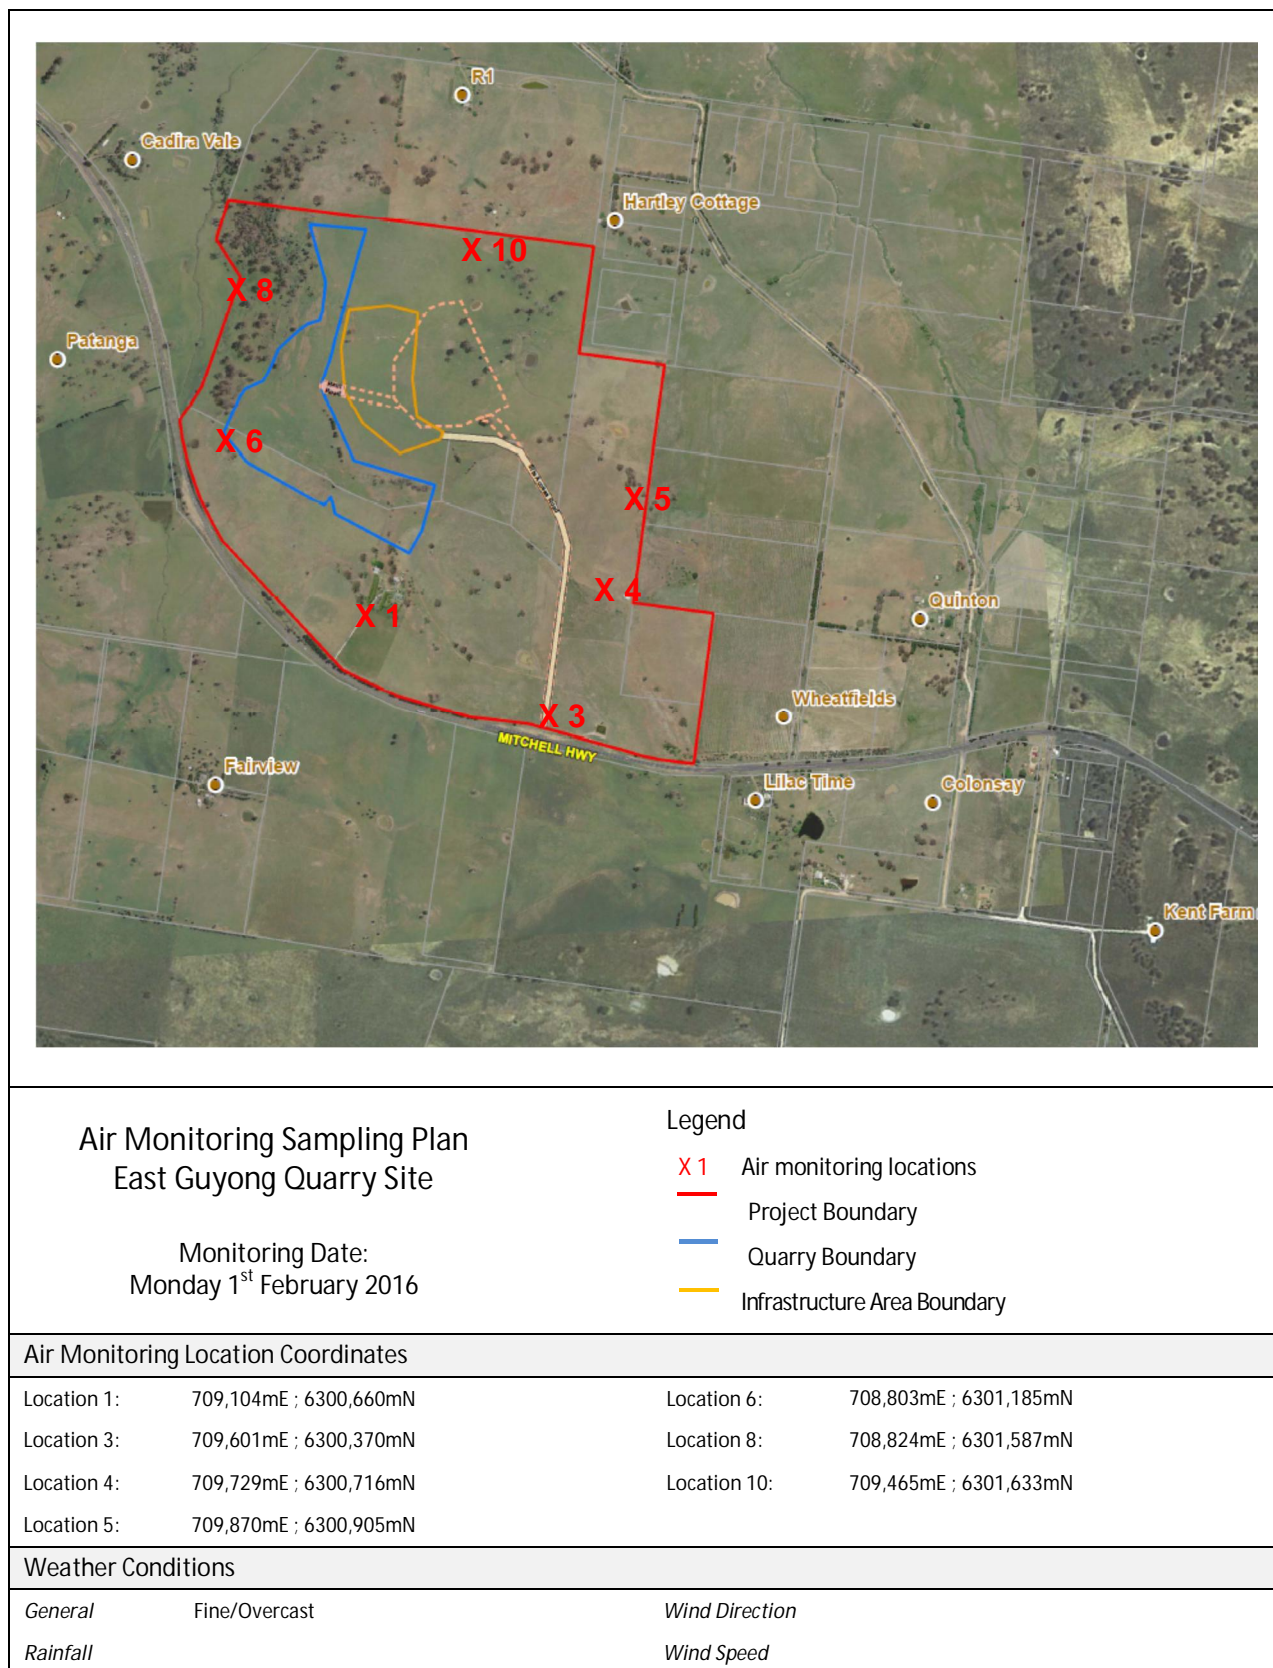 R1
Cadira Vale
Hartley Cottage
X 10
X 8
Patanga
X 6
X 5
X 4
Quinton
X 1
Wheatfields
X 3
MITCHELL HWY
Fairview
Lilac Time
Colonsay
Kent Farm
Air Monitoring Sampling Plan
East Guyong Quarry Site
Monitoring Date:
Monday 1st February 2016
Legend
X 1 Air monitoring locations
Project Boundary
Quarry Boundary
Infrastructure Area Boundary
Air Monitoring Location Coordinates
Location 1: 709,104mE ; 6300,660mN
Location 6: 708,803mE ; 6301,185mN
Location 3: 709,601mE ; 6300,370mN
Location 8: 708,824mE ; 6301,587mN
Location 4: 709,729mE ; 6300,716mN
Location 10: 709,465mE ; 6301,633mN
Location 5: 709,870mE ; 6300,905mN
Weather Conditions
General Fine/Overcast
Wind Direction
Rainfall
Wind Speed